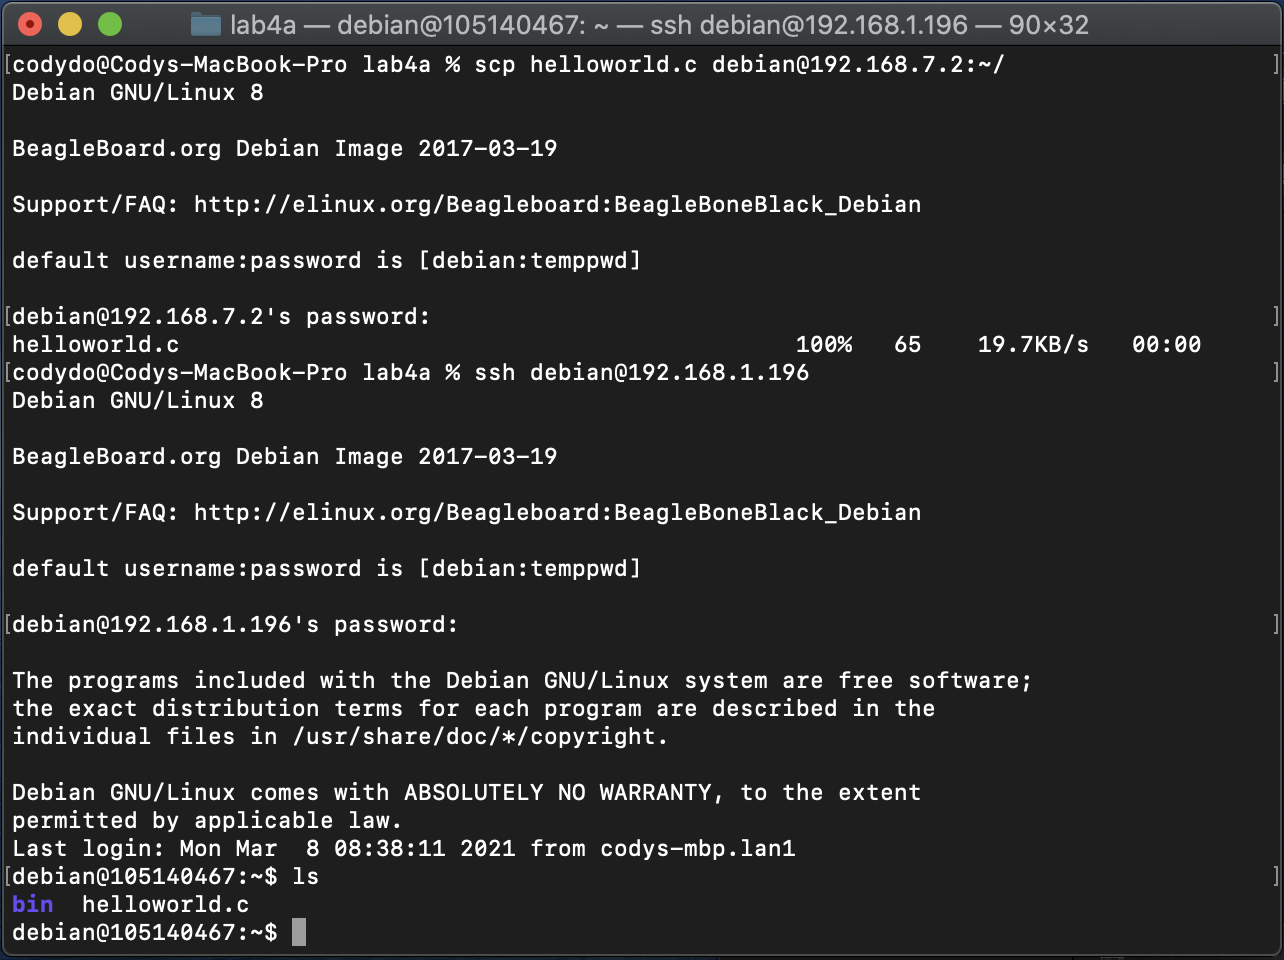 lab4a — debian@105140467: ~ — ssh debian@192.168.1.196 — 90×32
[codydo@Codys-MacBook-Pro lab4a % scp helloworld.c debian@192.168.7.2:~/ ]
Debian GNU/Linux 8
BeagleBoard.org Debian Image 2017-03-19
Support/FAQ: http://elinux.org/Beagleboard:BeagleBoneBlack_Debian
default username:password is [debian:temppwd]
[debian@192.168.7.2's password: ]
helloworld.c 100% 65 19.7KB/s 00:00
[codydo@Codys-MacBook-Pro lab4a % ssh debian@192.168.1.196 ]
Debian GNU/Linux 8
BeagleBoard.org Debian Image 2017-03-19
Support/FAQ: http://elinux.org/Beagleboard:BeagleBoneBlack_Debian
default username:password is [debian:temppwd]
[debian@192.168.1.196's password: ]
The programs included with the Debian GNU/Linux system are free software;
the exact distribution terms for each program are described in the
individual files in /usr/share/doc/*/copyright.
Debian GNU/Linux comes with ABSOLUTELY NO WARRANTY, to the extent
permitted by applicable law.
Last login: Mon Mar  8 08:38:11 2021 from codys-mbp.lan1
[debian@105140467:~$ ls ]
bin  helloworld.c
debian@105140467:~$